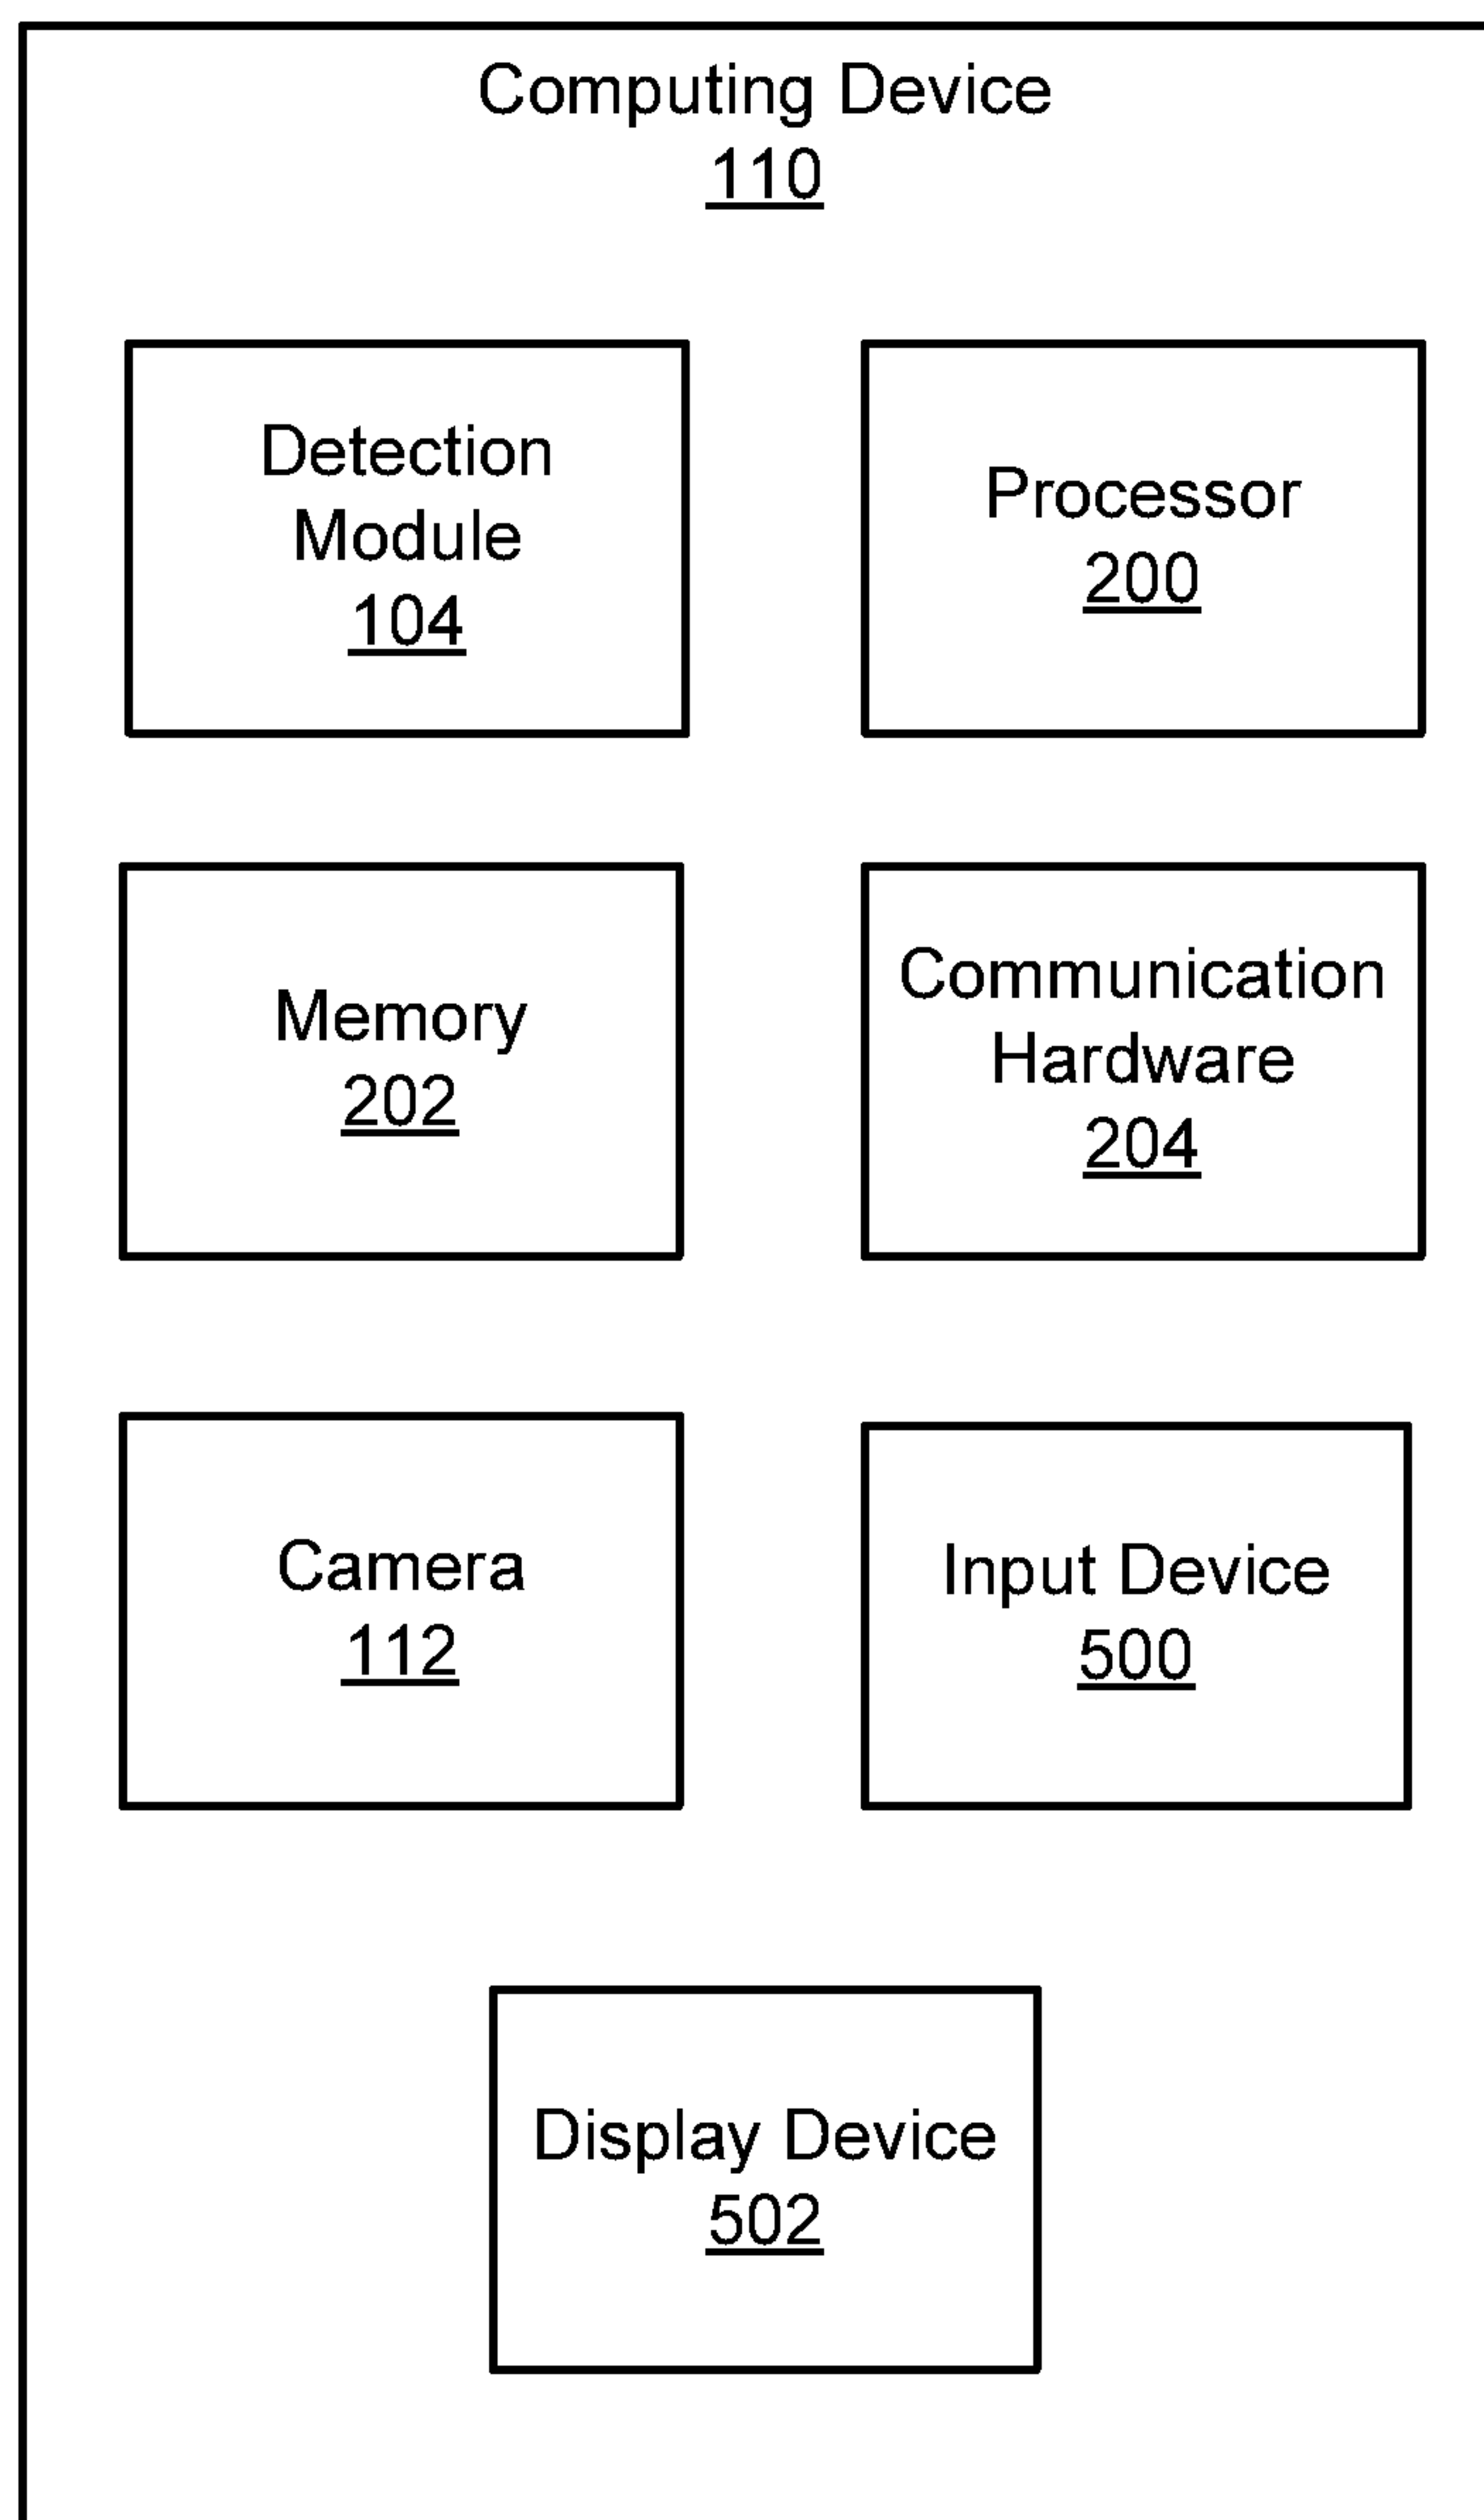 Computing Device
110
Detection
Module
104
Processor
200
Memory
202
Communication
Hardware
204
Camera
112
Input Device
500
Display Device
502